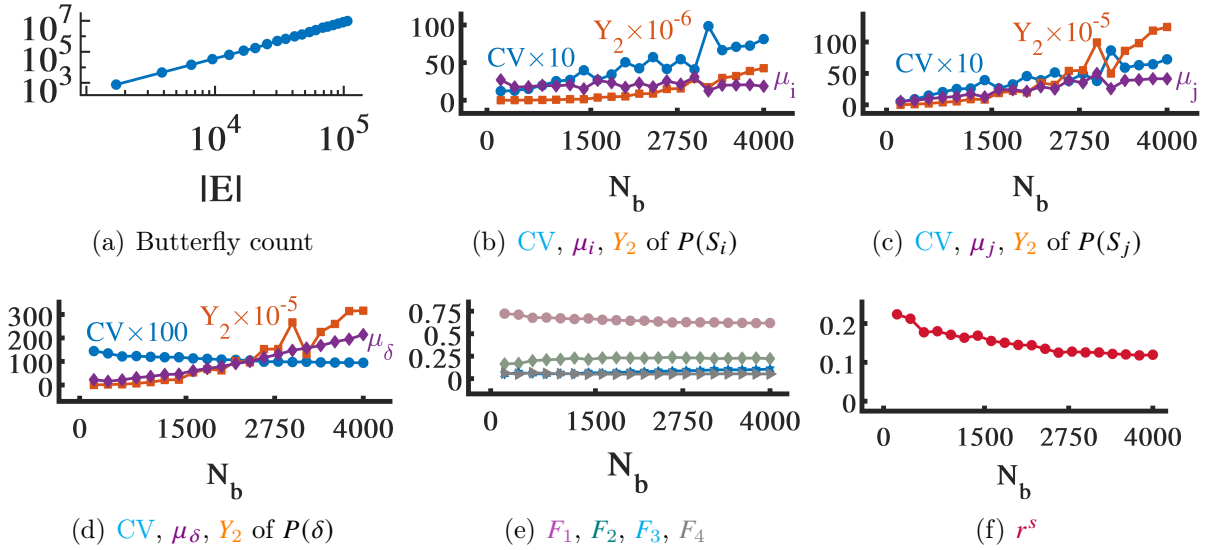 10^7
10^5
10^3
10^4
10^5
|E|
(a) Butterfly count
100
50
0
CV×10
Y_2×10^-6
μ_i
0
1500
2750
4000
N_b
(b) CV, μ_i, Y_2 of P(S_i)
100
50
0
CV×10
Y_2×10^-5
μ_j
0
1500
2750
4000
N_b
(c) CV, μ_j, Y_2 of P(S_j)
300
200
100
0
CV×100
Y_2×10^-5
μ_δ
0
1500
2750
4000
N_b
(d) CV, μ_δ, Y_2 of P(δ)
0.75
0.5
0.25
0
0
1500
2750
4000
N_b
(e) F_1, F_2, F_3, F_4
0.2
0.1
0
0
1500
2750
4000
N_b
(f) r^s